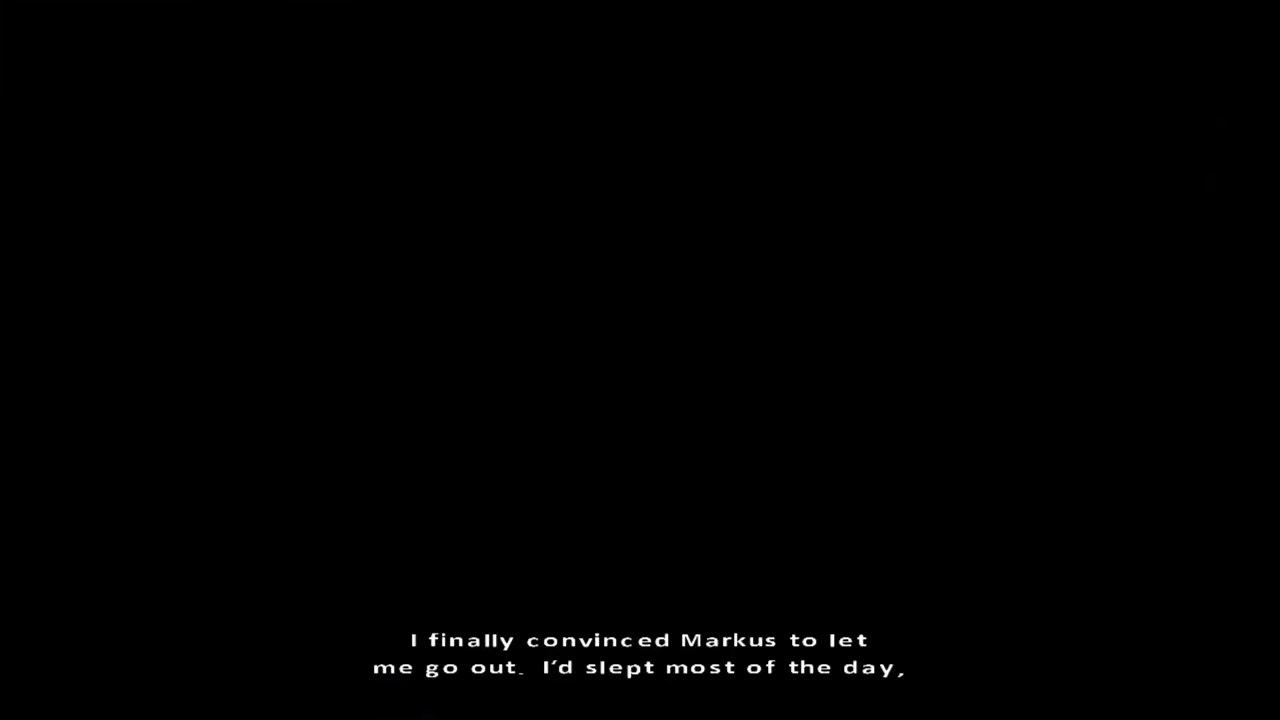 I finally convinced Markus to let
me go out. I'd slept most of the day,